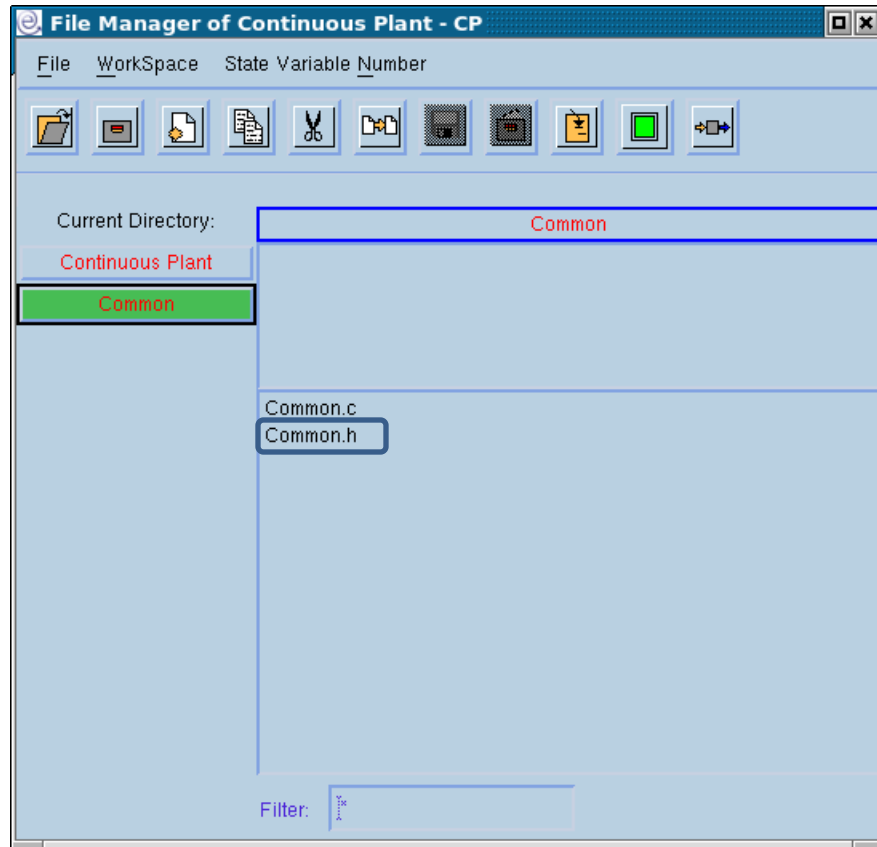 File Manager of Continuous Plant - CP
File WorkSpace State Variable Number
Current Directory: Common
Continuous Plant
Common
Common.c
Common.h
Filter: *